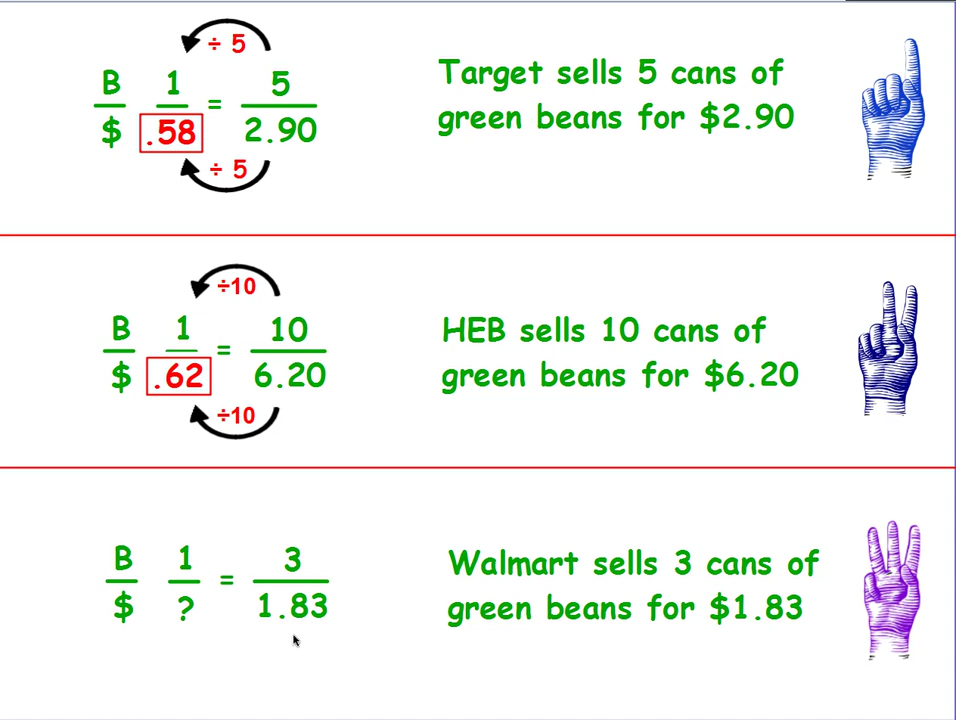 ÷ 5
B 1 = 5
$ .58 2.90
÷ 5
Target sells 5 cans of
green beans for $2.90
÷10
B 1 = 10
$ .62 6.20
÷10
HEB sells 10 cans of
green beans for $6.20
B 1 = 3
$ ? 1.83
Walmart sells 3 cans of
green beans for $1.83